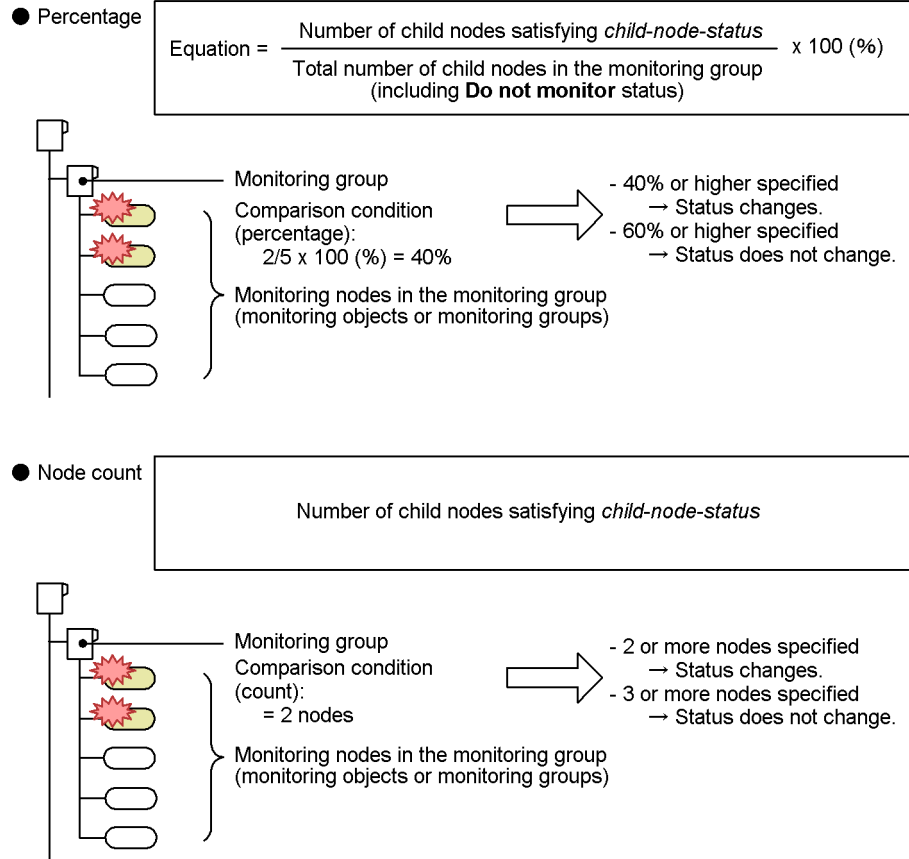 ● Percentage
Equation =
Number of child nodes satisfying child-node-status
Total number of child nodes in the monitoring group
(including Do not monitor status)
x 100 (%)
Monitoring group
Comparison condition
(percentage):
2/5 x 100 (%) = 40%
Monitoring nodes in the monitoring group
(monitoring objects or monitoring groups)
- 40% or higher specified
→ Status changes.
- 60% or higher specified
→ Status does not change.
● Node count
Number of child nodes satisfying child-node-status
Monitoring group
Comparison condition
(count):
= 2 nodes
Monitoring nodes in the monitoring group
(monitoring objects or monitoring groups)
- 2 or more nodes specified
→ Status changes.
- 3 or more nodes specified
→ Status does not change.